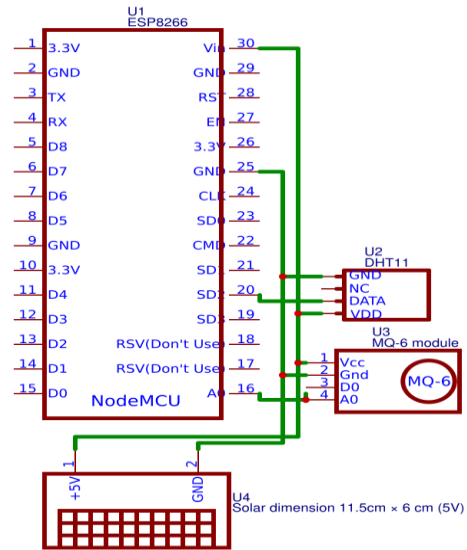 U1
ESP8266
1 3.3V Vin 30
2 GND GND 29
3 TX RST 28
4 RX EN 27
5 D8 3.3V 26
6 D7 GND 25
7 D6 CLK 24
8 D5 SD0 23
9 GND CMD 22
10 3.3V SD1 21
11 D4 SD2 20
12 D3 SD3 19
13 D2 RSV(Don't Use) 18
14 D1 RSV(Don't Use) 17
15 D0 A0 16
NodeMCU
U2
DHT11
GND
NC
DATA
VDD
U3
MQ-6 module
1 Vcc
2 Gnd
3 D0
4 A0
MQ-6
1 2
+5V GND
U4
Solar dimension 11.5cm × 6 cm (5V)